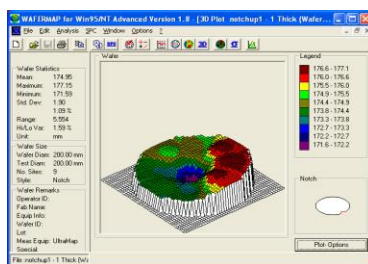 WAFERMAP for Win95/NT Advanced Version 1.8 - [3D Plot notchup1 - 1 Thick (Wafer...
File Edit Analysis SPC Window Options ?
Wafer Statistics
Mean: 174.95
Maximum: 177.15
Minimum: 171.59
Std. Dev: 1.90
1.09 %
Range: 5.554
Hi/Lo Var: 1.59 %
Unit: mm
Wafer Size
Wafer Diam: 200.00 mm
Test Diam: 200.00 mm
No. Sites: 9
Style: Notch
Wafer Remarks
Operator ID:
Fab Name:
Equip Info:
Wafer ID:
Lot:
Meas Equip: UltraMap
Special:
Wafer
Legend
176.6 - 177.1
176.0 - 176.6
175.5 - 176.0
174.9 - 175.5
174.4 - 174.9
173.8 - 174.4
173.3 - 173.8
172.7 - 173.3
172.2 - 172.7
171.6 - 172.2
Notch
Plot- Options
File: notchup1 - 1 Thick (Wa